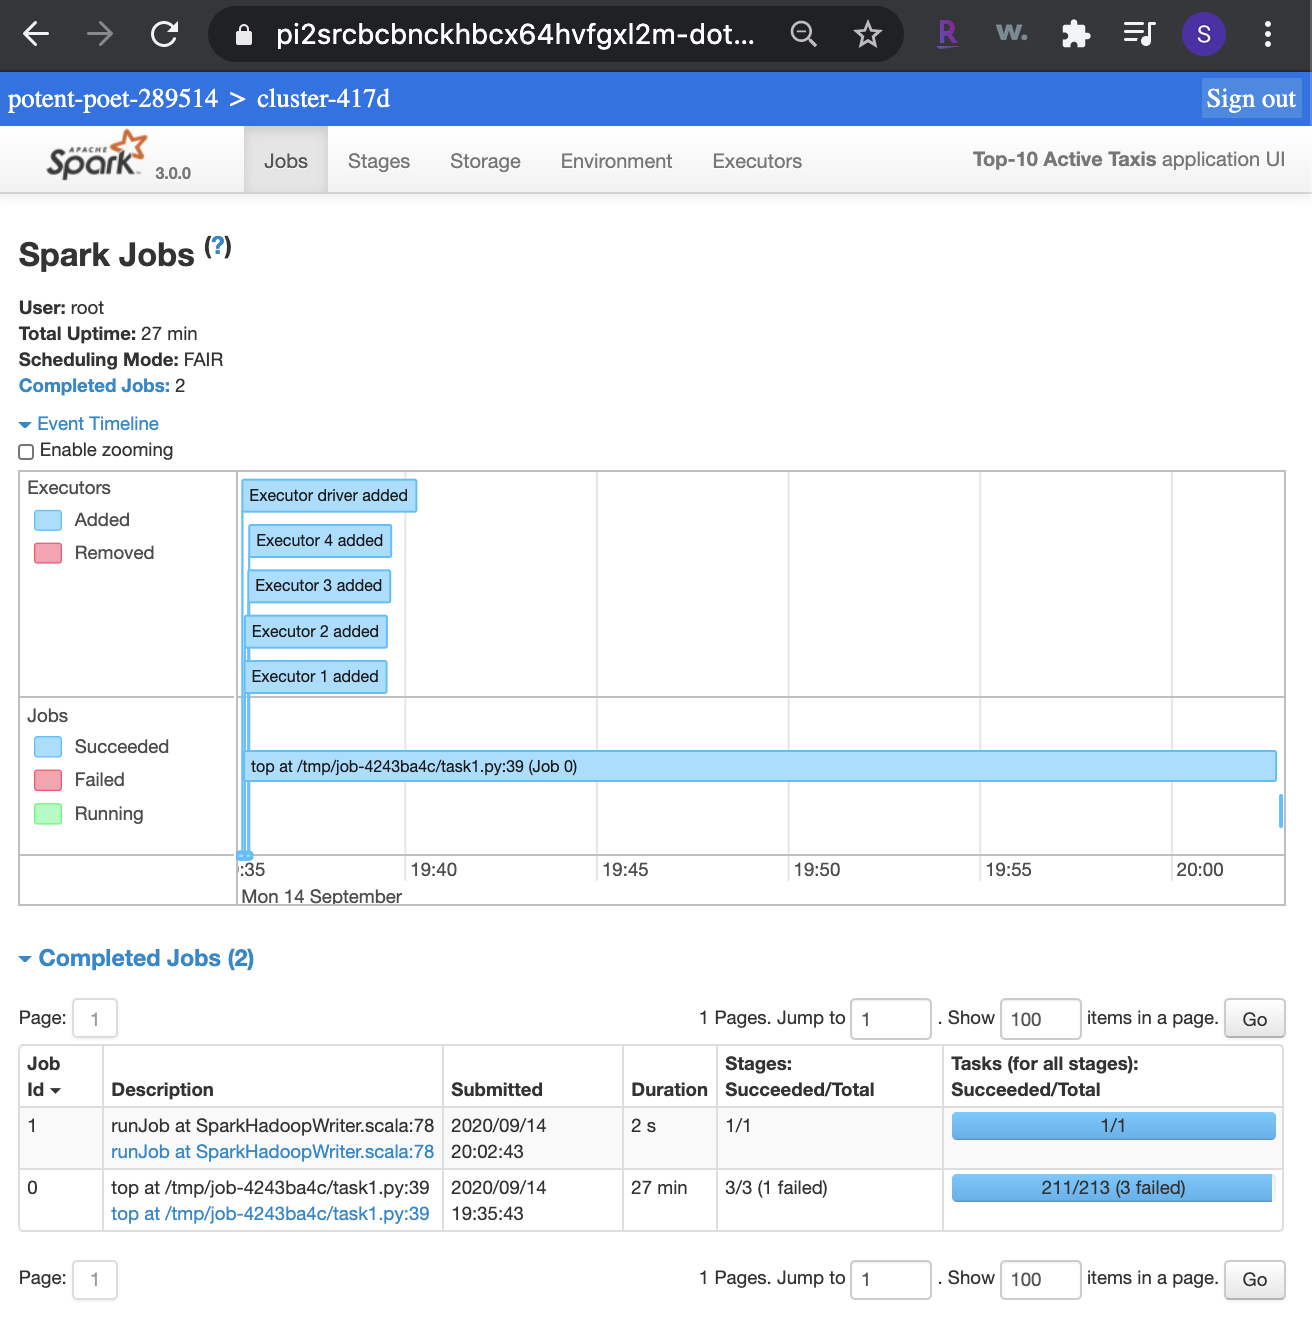 pi2srcbcbnckhbcx64hvfgxl2m-dot...
R
w.
S
potent-poet-289514 > cluster-417d
Sign out
APACHE Spark 3.0.0
Jobs
Stages
Storage
Environment
Executors
Top-10 Active Taxis application UI
Spark Jobs (?)
User: root
Total Uptime: 27 min
Scheduling Mode: FAIR
Completed Jobs: 2
Event Timeline
Enable zooming
Executors
Added
Removed
Executor driver added
Executor 4 added
Executor 3 added
Executor 2 added
Executor 1 added
Jobs
Succeeded
Failed
Running
top at /tmp/job-4243ba4c/task1.py:39 (Job 0)
:35
19:40
19:45
19:50
19:55
20:00
Mon 14 September
Completed Jobs (2)
Page: 1
1 Pages. Jump to 1 . Show 100 items in a page. Go
Job Id
Description
Submitted
Duration
Stages: Succeeded/Total
Tasks (for all stages): Succeeded/Total
1
runJob at SparkHadoopWriter.scala:78
runJob at SparkHadoopWriter.scala:78
2020/09/14
20:02:43
2 s
1/1
1/1
0
top at /tmp/job-4243ba4c/task1.py:39
top at /tmp/job-4243ba4c/task1.py:39
2020/09/14
19:35:43
27 min
3/3 (1 failed)
211/213 (3 failed)
Page: 1
1 Pages. Jump to 1 . Show 100 items in a page. Go